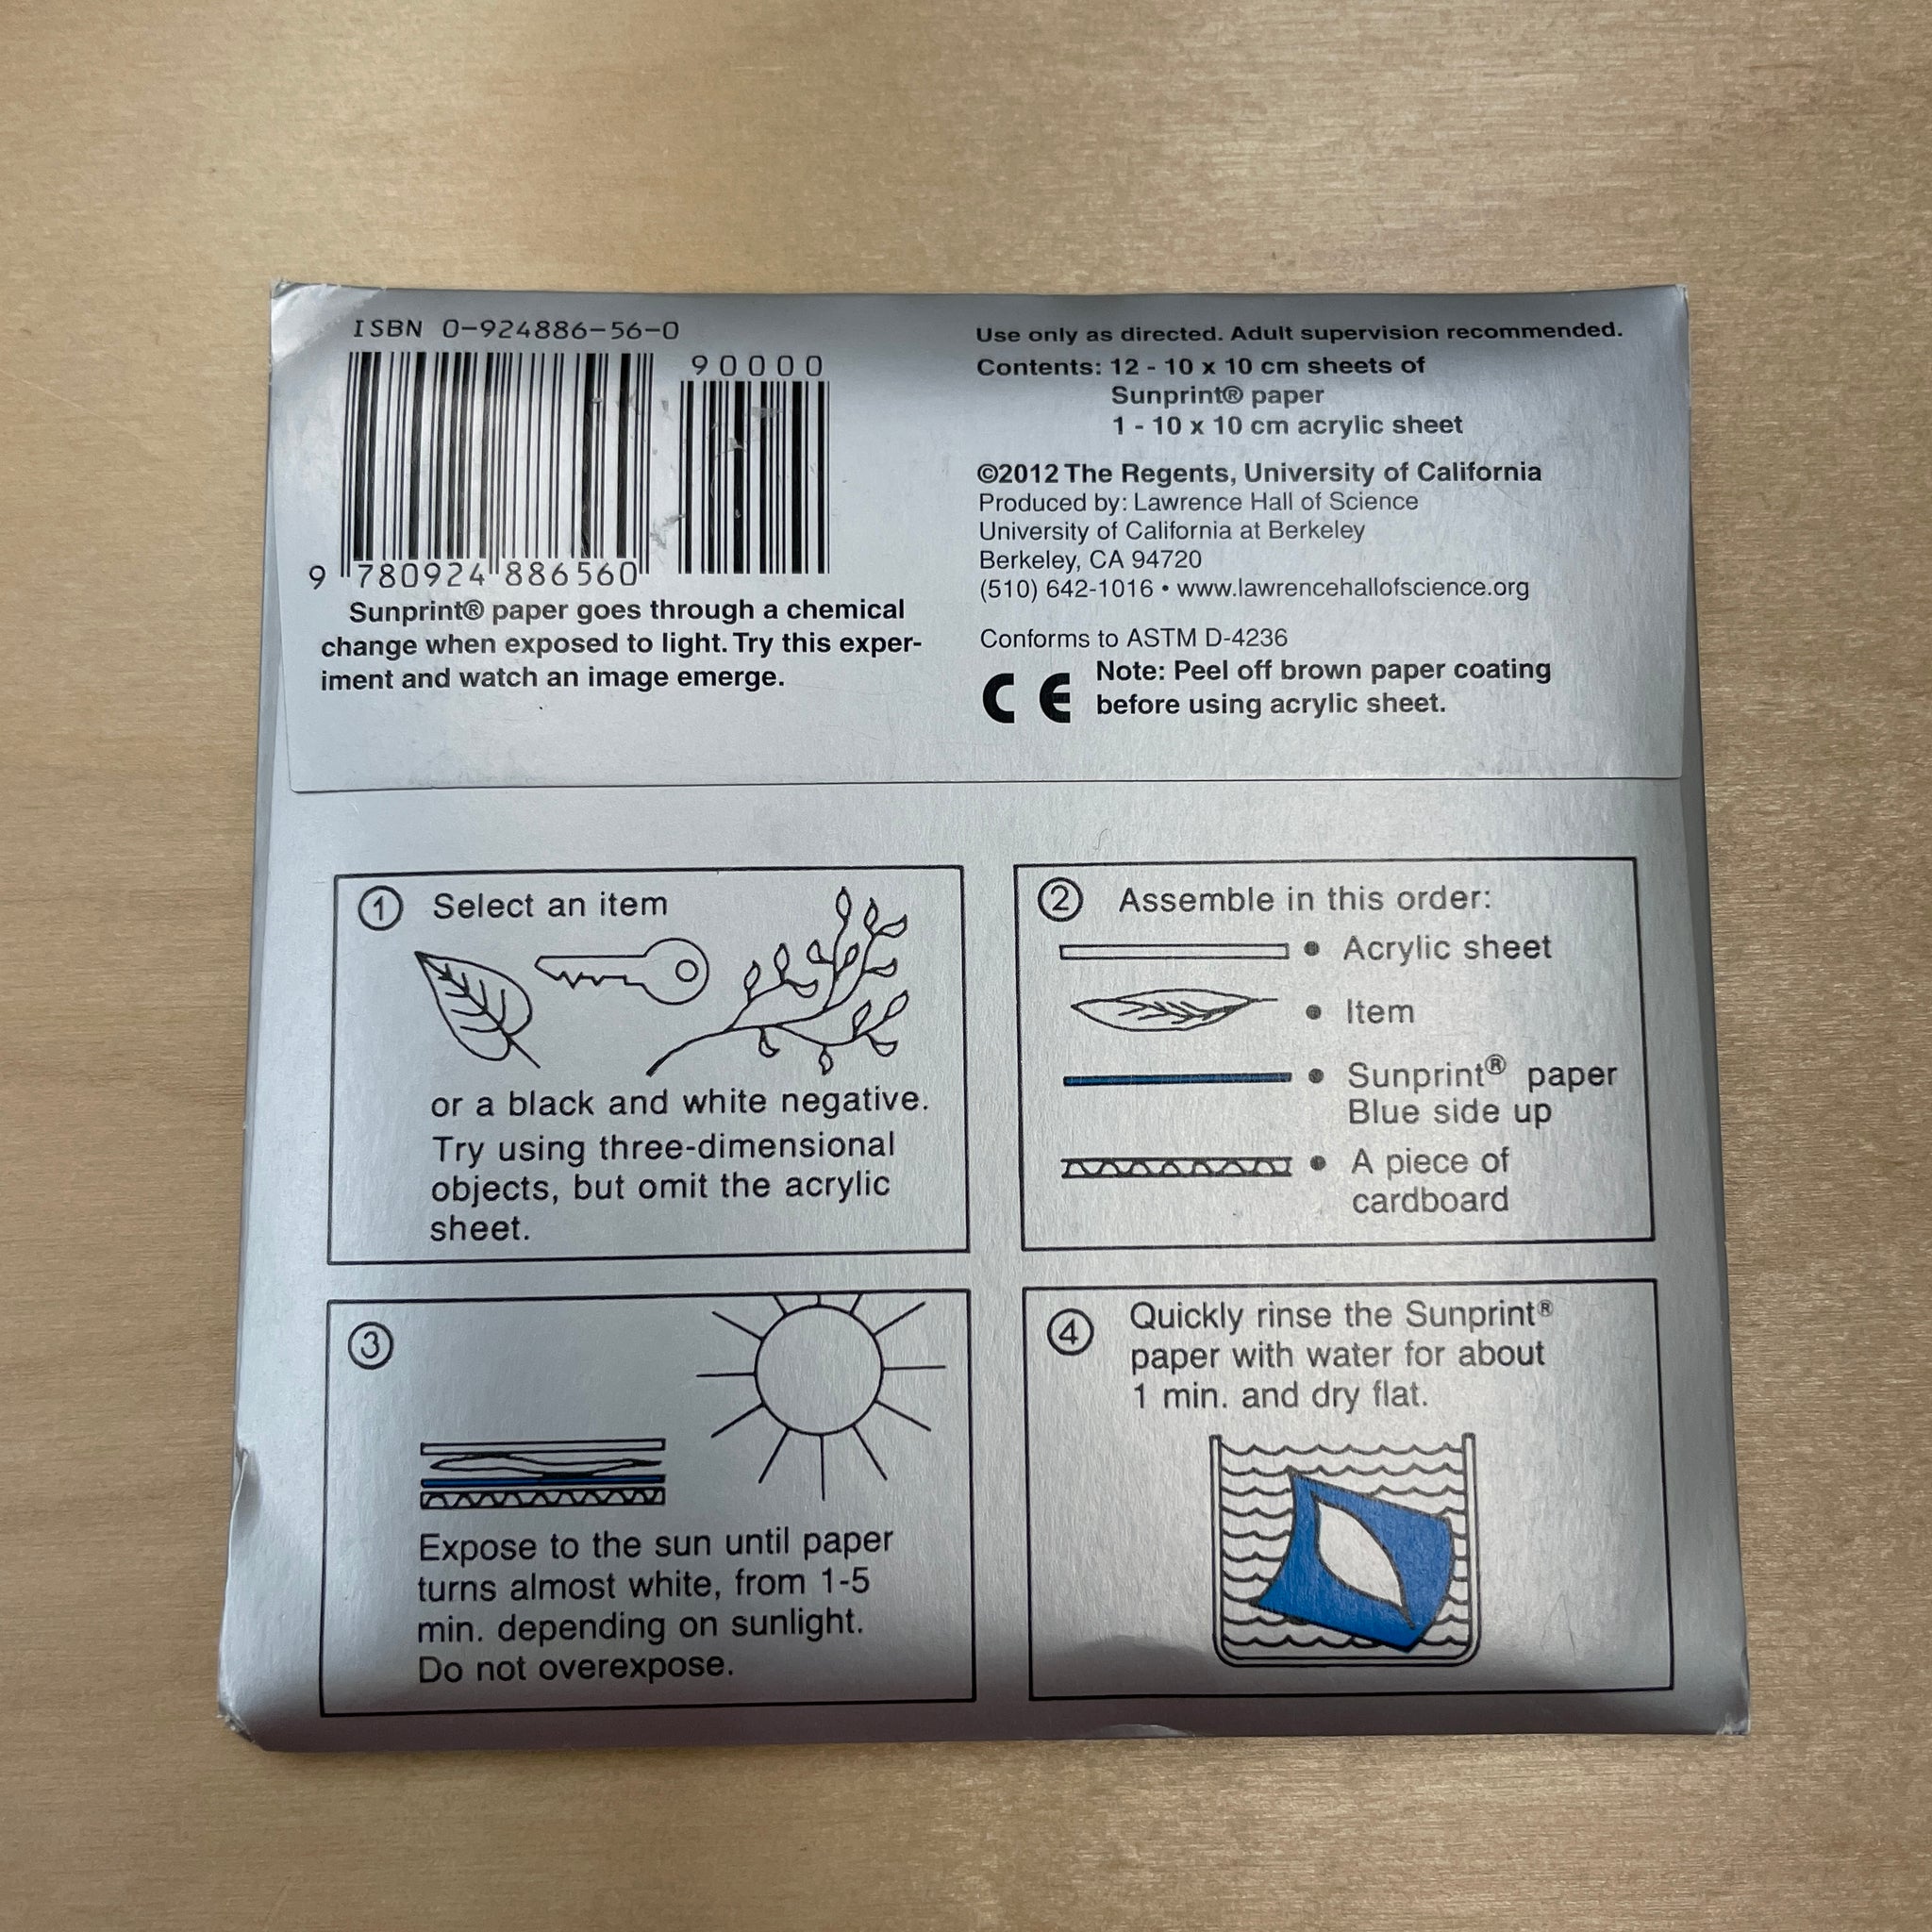 ISBN 0-924886-56-0
90000
9 780924 886560
Sunprint® paper goes through a chemical
change when exposed to light. Try this exper-
iment and watch an image emerge.
Use only as directed. Adult supervision recommended.
Contents: 12 - 10 x 10 cm sheets of
Sunprint® paper
1 - 10 x 10 cm acrylic sheet
©2012 The Regents, University of California
Produced by: Lawrence Hall of Science
University of California at Berkeley
Berkeley, CA 94720
(510) 642-1016 • www.lawrencehallofscience.org
Conforms to ASTM D-4236
CE
Note: Peel off brown paper coating
before using acrylic sheet.
1 Select an item
or a black and white negative.
Try using three-dimensional
objects, but omit the acrylic
sheet.
2 Assemble in this order:
• Acrylic sheet
• Item
• Sunprint® paper
Blue side up
• A piece of
cardboard
3
Expose to the sun until paper
turns almost white, from 1-5
min. depending on sunlight.
Do not overexpose.
4 Quickly rinse the Sunprint®
paper with water for about
1 min. and dry flat.